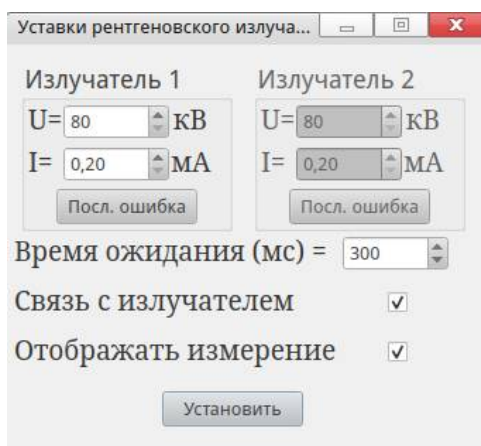 Уставки рентгеновского излуча...
Излучатель 1 Излучатель 2
U= 80 кВ U= 80 кВ
I= 0,20 мА I= 0,20 мА
Посл. ошибка Посл. ошибка
Время ожидания (мс) = 300
Связь с излучателем
Отображать измерение
Установить